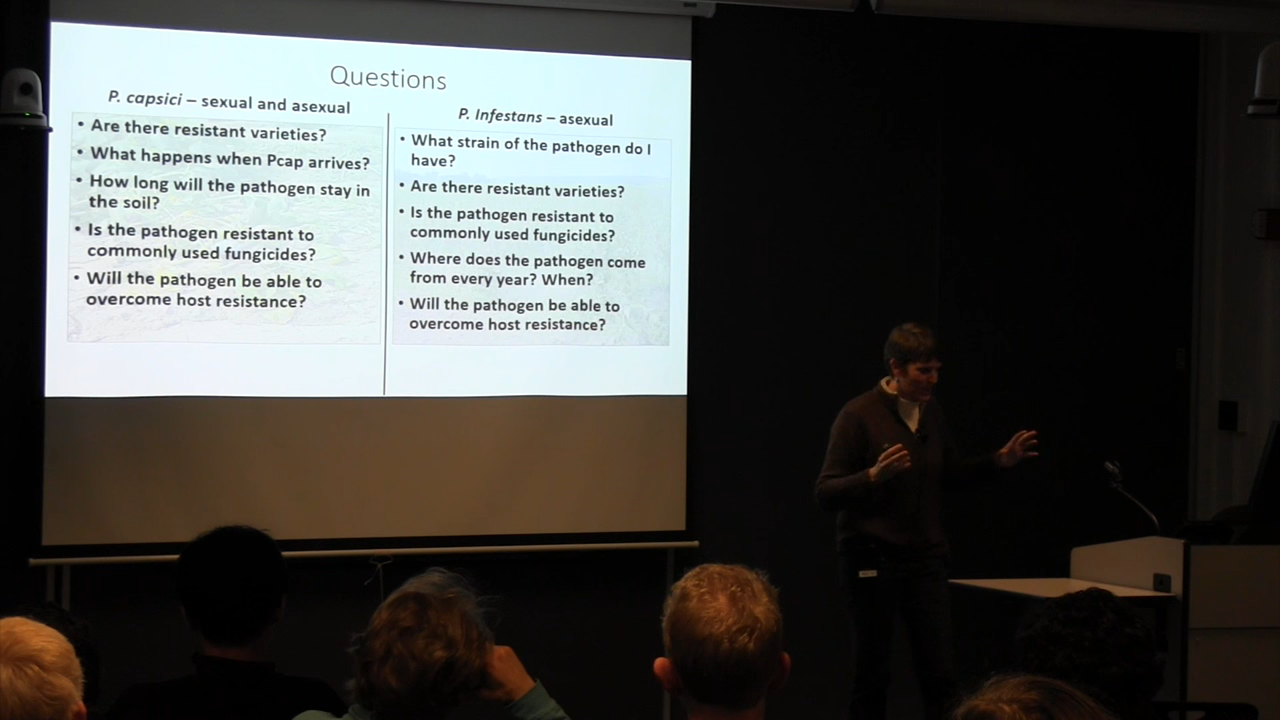 Questions
P. capsici – sexual and asexual
• Are there resistant varieties?
• What happens when Pcap arrives?
• How long will the pathogen stay in
the soil?
• Is the pathogen resistant to
commonly used fungicides?
• Will the pathogen be able to
overcome host resistance?
P. Infestans – asexual
• What strain of the pathogen do I
have?
• Are there resistant varieties?
• Is the pathogen resistant to
commonly used fungicides?
• Where does the pathogen come
from every year? When?
• Will the pathogen be able to
overcome host resistance?